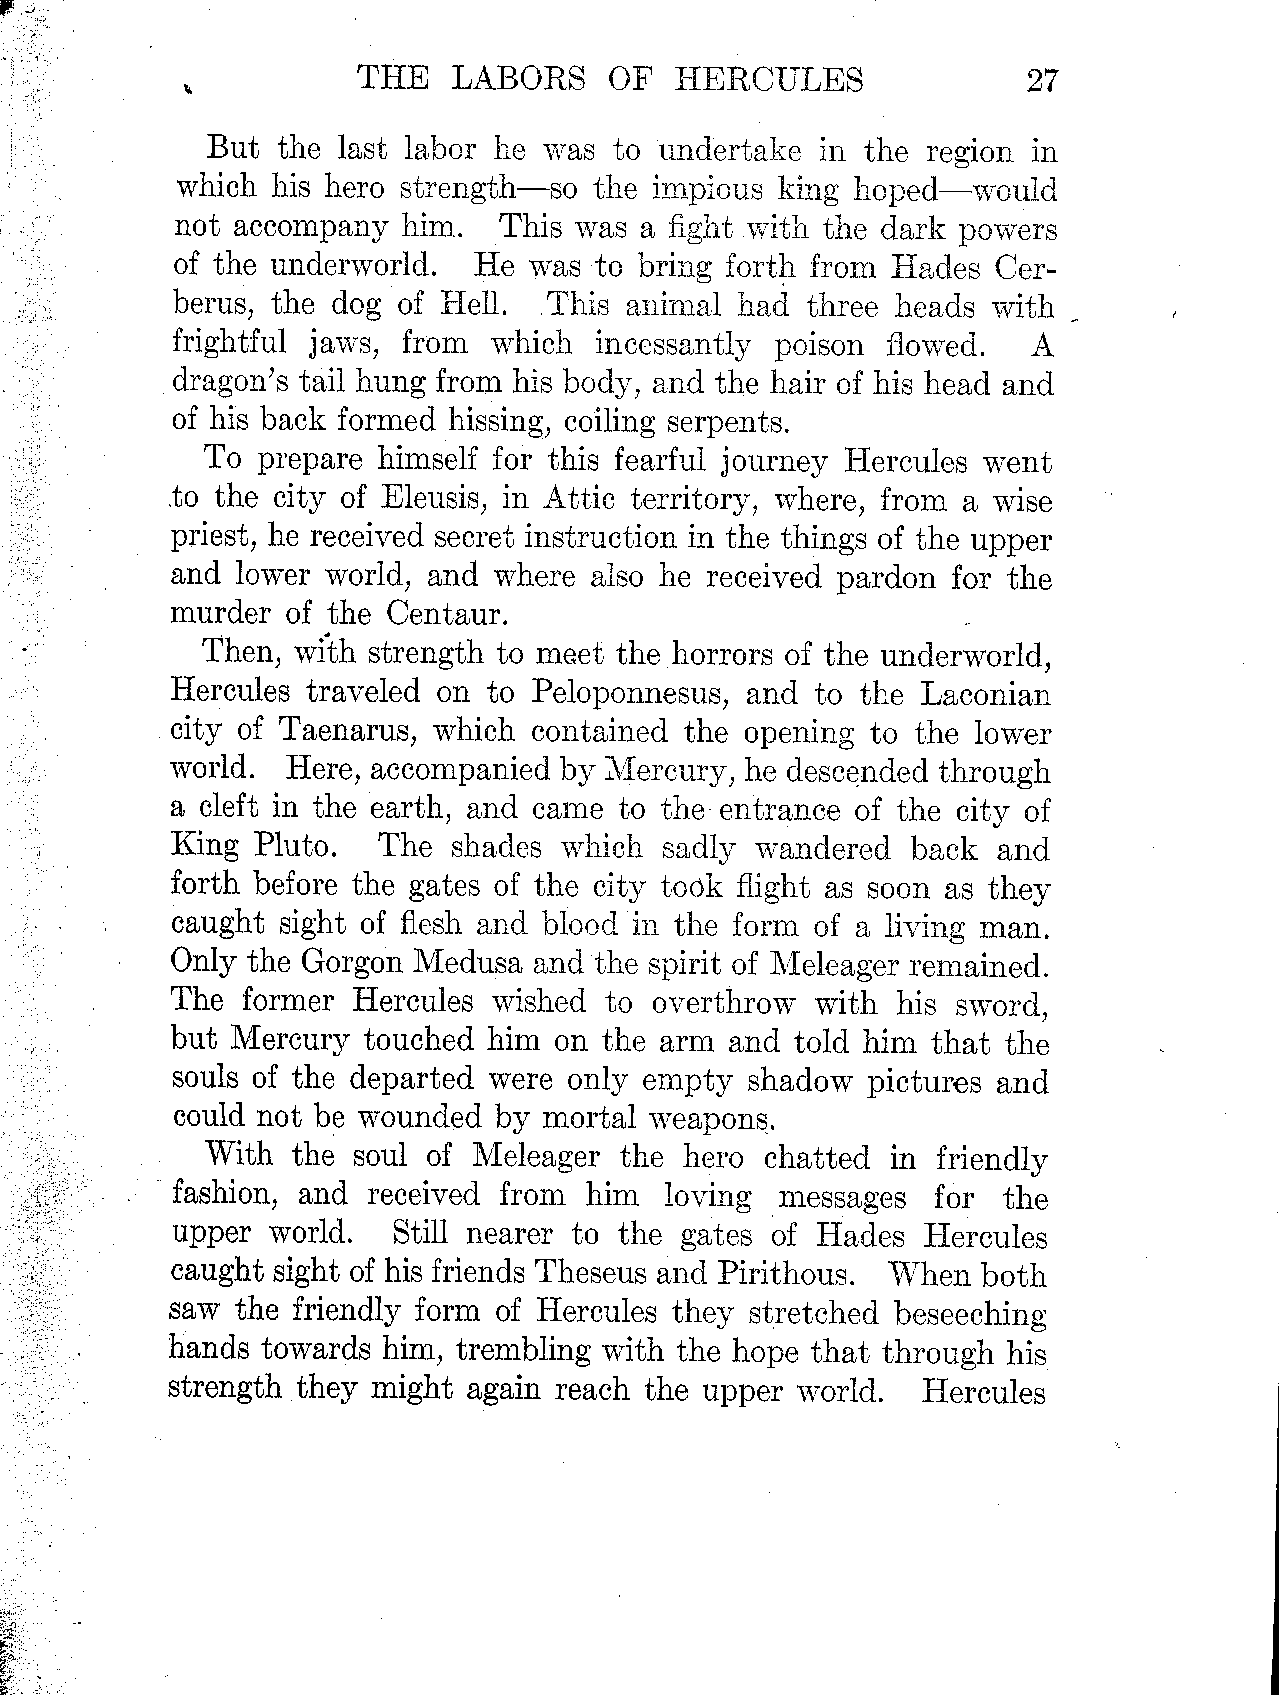 THE LABORS OF HERCULES 27
But the last labor he was to undertake in the region in
which his hero strength—so the impious king hoped—would
not accompany him. This was a fight with the dark powers
of the underworld. He was to bring forth from Hades Cer-
berus, the dog of Hell. This animal had three heads with
frightful jaws, from which incessantly poison flowed. A
dragon's tail hung from his body, and the hair of his head and
of his back formed hissing, coiling serpents.
To prepare himself for this fearful journey Hercules went
to the city of Eleusis, in Attic territory, where, from a wise
priest, he received secret instruction in the things of the upper
and lower world, and where also he received pardon for the
murder of the Centaur.
Then, with strength to meet the horrors of the underworld,
Hercules traveled on to Peloponnesus, and to the Laconian
city of Taenarus, which contained the opening to the lower
world. Here, accompanied by Mercury, he descended through
a cleft in the earth, and came to the entrance of the city of
King Pluto. The shades which sadly wandered back and
forth before the gates of the city took flight as soon as they
caught sight of flesh and blood in the form of a living man.
Only the Gorgon Medusa and the spirit of Meleager remained.
The former Hercules wished to overthrow with his sword,
but Mercury touched him on the arm and told him that the
souls of the departed were only empty shadow pictures and
could not be wounded by mortal weapons.
With the soul of Meleager the hero chatted in friendly
fashion, and received from him loving messages for the
upper world. Still nearer to the gates of Hades Hercules
caught sight of his friends Theseus and Pirithous. When both
saw the friendly form of Hercules they stretched beseeching
hands towards him, trembling with the hope that through his
strength they might again reach the upper world. Hercules